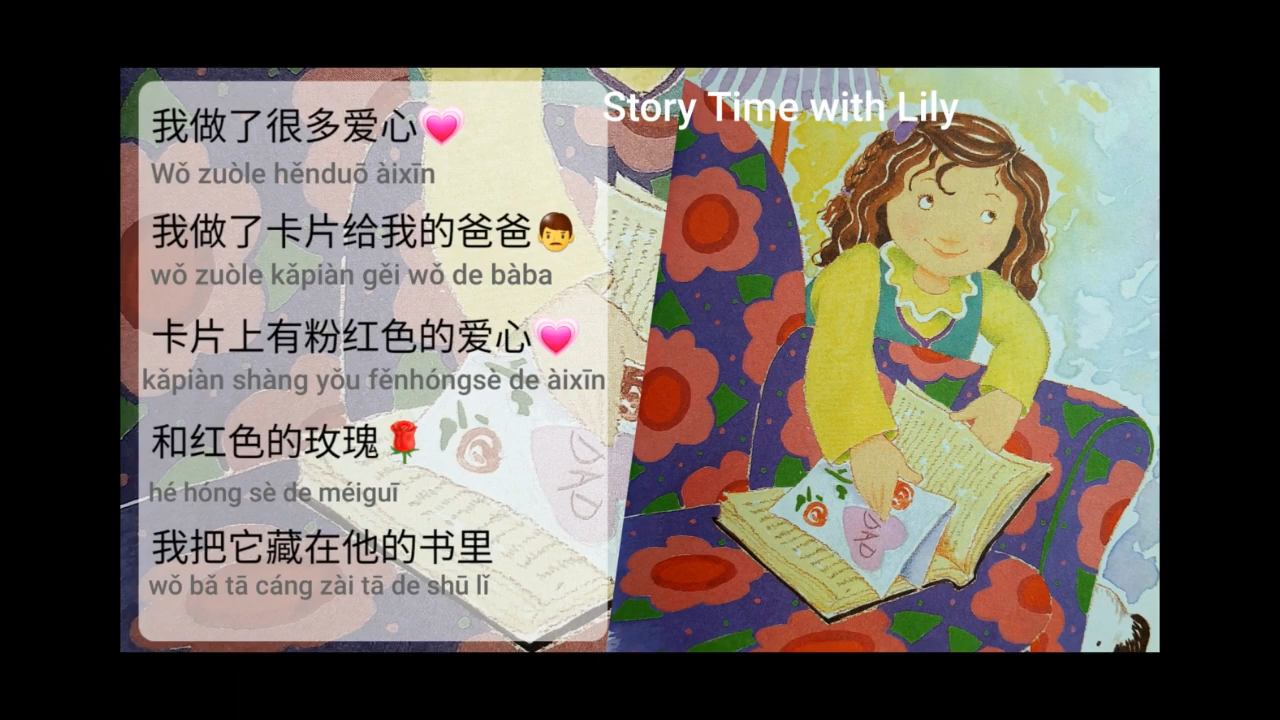 Story Time with Lily
我做了很多爱心💗
Wǒ zuòle hěnduō àixīn
我做了卡片给我的爸爸👨
wǒ zuòle kǎpiàn gěi wǒ de bàba
卡片上有粉红色的爱心💗
kǎpiàn shàng yǒu fěnhóngsè de àixīn
和红色的玫瑰🌹
hé hóng sè de méiguī
我把它藏在他的书里
wǒ bǎ tā cáng zài tā de shū lǐ
DAD
DAD